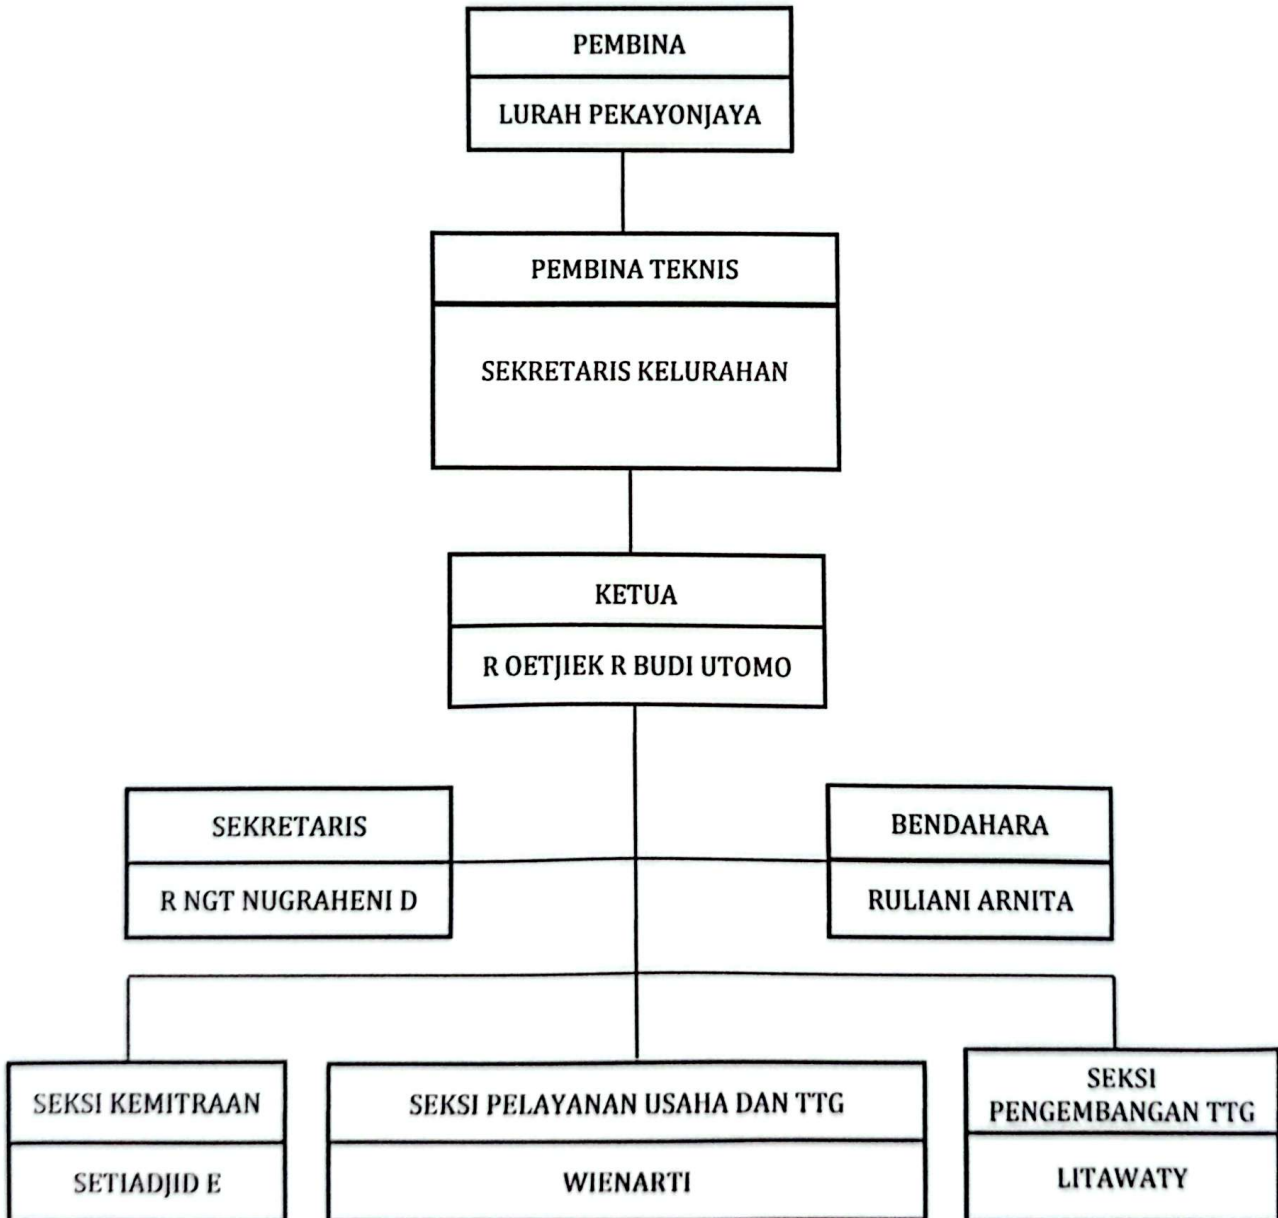 PEMBINA
LURAH PEKAYONJAYA
PEMBINA TEKNIS
SEKRETARIS KELURAHAN
KETUA
R OETJIEK R BUDI UTOMO
SEKRETARIS
R NGT NUGRAHENI D
BENDAHARA
RULIANI ARNITA
SEKSI KEMITRAAN
SETIADJID E
SEKSI PELAYANAN USAHA DAN TTG
WIENARTI
SEKSI
PENGEMBANGAN TTG
LITAWATY